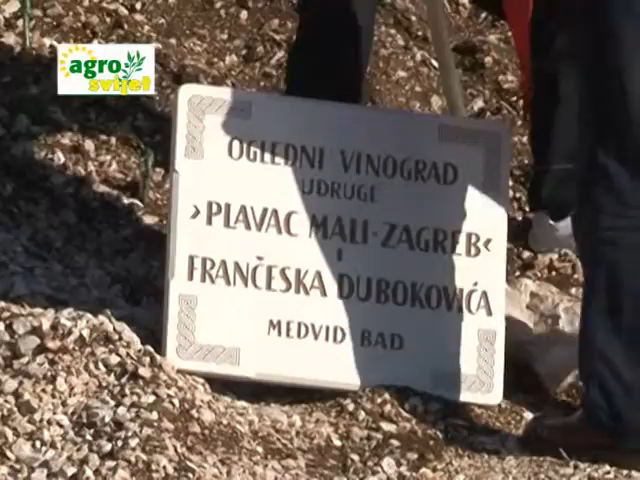 agro
svijet
OGLEDNI VINOGRAD
UDRUGE
›PLAVAC MALI-ZAGREB‹
I
FRANČESKA DUBOKOVIĆA
MEDVID BAD